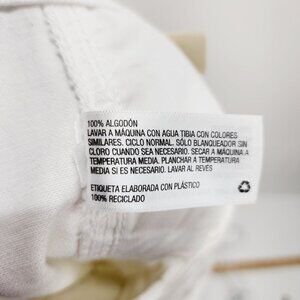 100% ALGODÓN
LAVAR A MÁQUINA CON AGUA TIBIA CON COLORES
SIMILARES. CICLO NORMAL. SÓLO BLANQUEADOR SIN
CLORO CUANDO SEA NECESARIO. SECAR A MÁQUINA A
TEMPERATURA MEDIA. PLANCHAR A TEMPERATURA
MEDIA SI ES NECESARIO. LAVAR AL REVÉS
ETIQUETA ELABORADA CON PLÁSTICO
100% RECICLADO